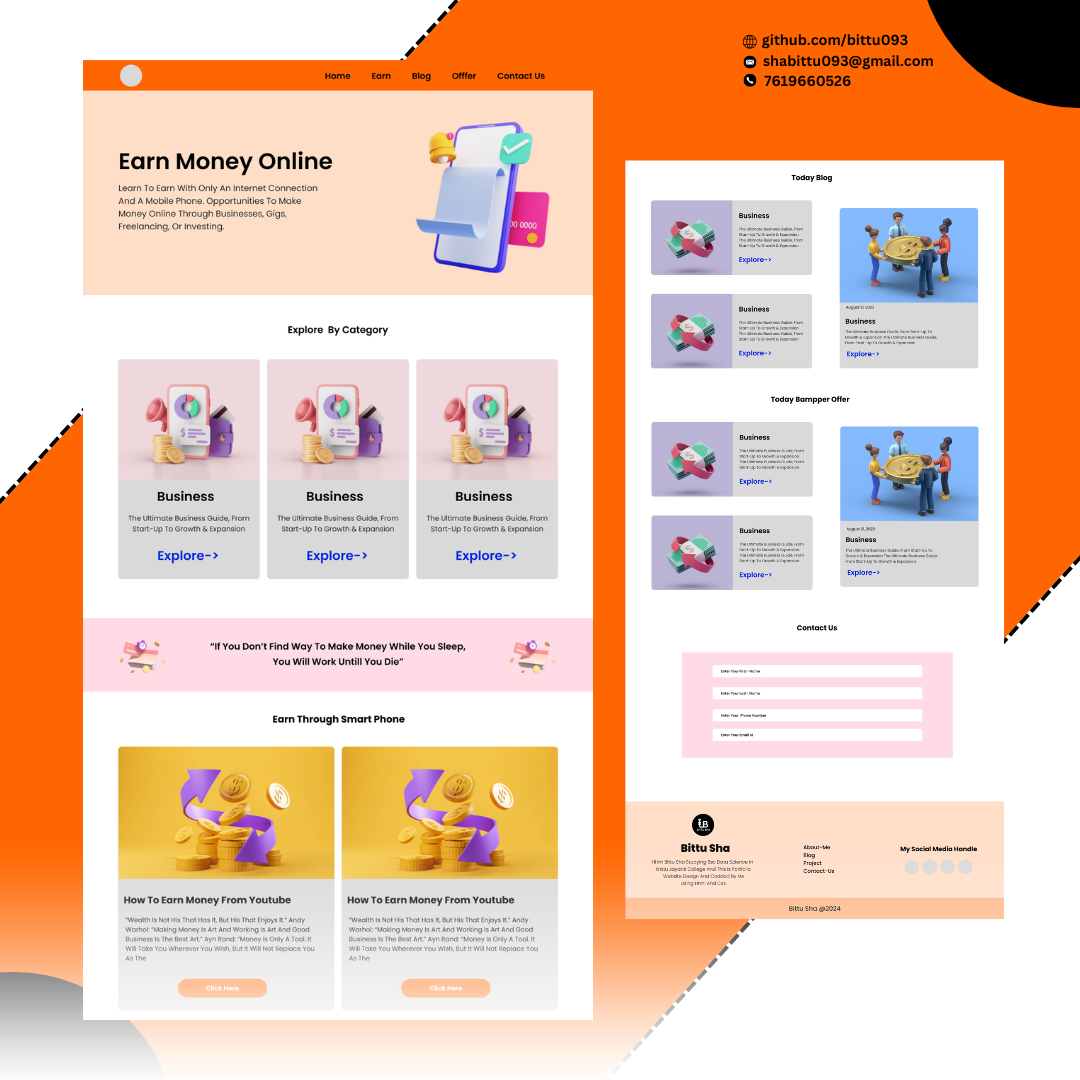 github.com/bittu093
shabittu093@gmail.com
7619660526
Home Earn Blog Offfer Contact Us
Earn Money Online
Learn To Earn With Only An Internet Connection
And A Mobile Phone. Opportunities To Make
Money Online Through Businesses, Gigs,
Freelancing, Or Investing.
00 0000
Explore By Category
Business
The Ultimate Business Guide, From
Start-Up To Growth & Expansion
Explore->
Business
The Ultimate Business Guide, From
Start-Up To Growth & Expansion
Explore->
Business
The Ultimate Business Guide, From
Start-Up To Growth & Expansion
Explore->
“If You Don’t Find Way To Make Money While You Sleep,
You Will Work Untill You Die”
Earn Through Smart Phone
How To Earn Money From Youtube
“Wealth Is Not His That Has It, But His That Enjoys It.” Andy
Warhol: “Making Money Is Art And Working Is Art And Good
Business Is The Best Art.” Ayn Rand: “Money Is Only A Tool. It
Will Take You Wherever You Wish, But It Will Not Replace You
As The
Click Here
How To Earn Money From Youtube
“Wealth Is Not His That Has It, But His That Enjoys It.” Andy
Warhol: “Making Money Is Art And Working Is Art And Good
Business Is The Best Art.” Ayn Rand: “Money Is Only A Tool. It
Will Take You Wherever You Wish, But It Will Not Replace You
As The
Click Here
Today Blog
Business
The Ultimate Business Guide, From
Start-Up To Growth & Expansion
The Ultimate Business Guide, From
Start-Up To Growth & Expansion
Explore->
Business
The Ultimate Business Guide, From
Start-Up To Growth & Expansion
The Ultimate Business Guide, From
Start-Up To Growth & Expansion
Explore->
Business
The Ultimate Business Guide, From Start-Up To
Growth & Expansion The Ultimate Business Guide,
From Start-Up To Growth & Expansion
Explore->
Today Bampper Offer
Business
The Ultimate Business Guide, From
Start-Up To Growth & Expansion
The Ultimate Business Guide, From
Start-Up To Growth & Expansion
Explore->
Business
The Ultimate Business Guide, From
Start-Up To Growth & Expansion
The Ultimate Business Guide, From
Start-Up To Growth & Expansion
Explore->
Business
The Ultimate Business Guide, From Start-Up To
Growth & Expansion The Ultimate Business Guide,
From Start-Up To Growth & Expansion
Explore->
Contact Us
Enter Your First- Name
Enter Your Last- Name
Enter Your Phone Number
Enter Your Email Id
Bittu Sha
Hi Im Bittu Sha Studying Bsc Data Science In
Kristu Jayanti College And This Is Portfolio
Website Design And Codded By Me
Using Html And Css.
About-Me
Blog
Project
Contact-Us
My Social Media Handle
Bittu Sha @2024